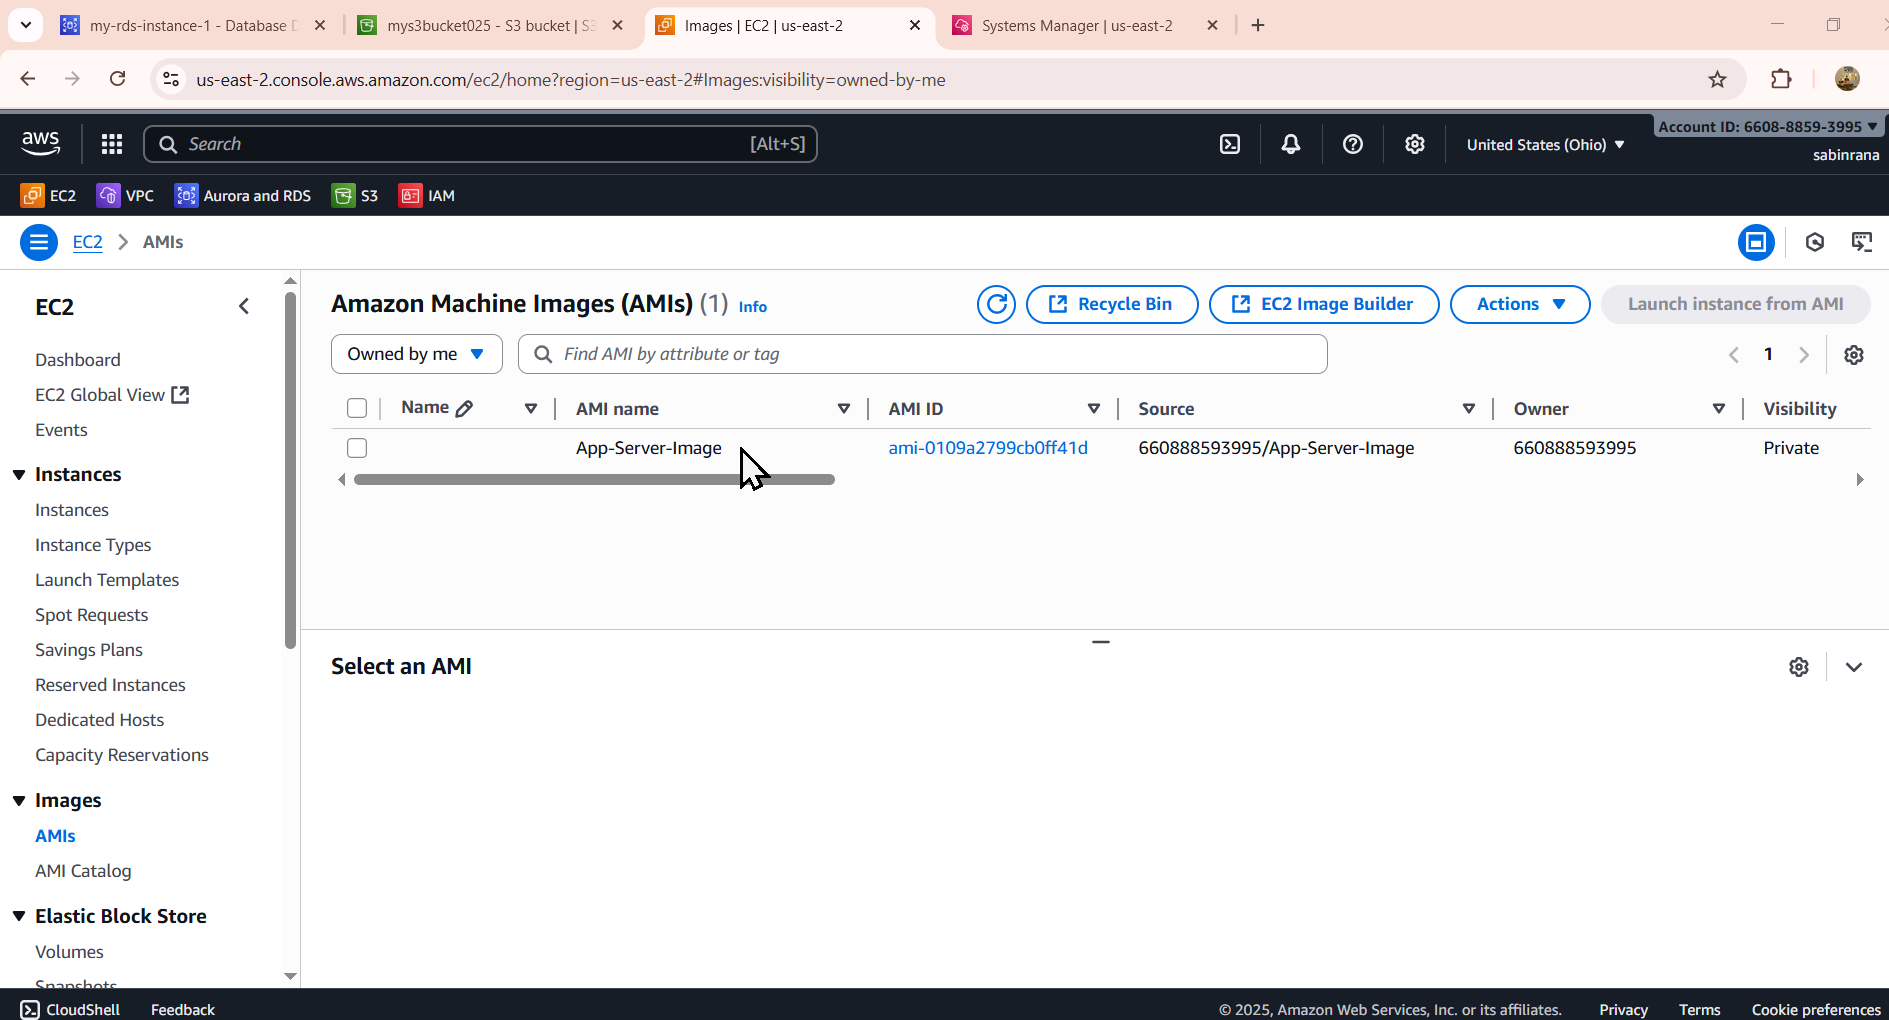 my-rds-instance-1 - Database D
mys3bucket025 - S3 bucket | S3
Images | EC2 | us-east-2
Systems Manager | us-east-2
us-east-2.console.aws.amazon.com/ec2/home?region=us-east-2#Images:visibility=owned-by-me
aws
Search
[Alt+S]
United States (Ohio)
Account ID: 6608-8859-3995
sabinrana
EC2
VPC
Aurora and RDS
S3
IAM
EC2 > AMIs
EC2
Dashboard
EC2 Global View
Events
Instances
Instances
Instance Types
Launch Templates
Spot Requests
Savings Plans
Reserved Instances
Dedicated Hosts
Capacity Reservations
Images
AMIs
AMI Catalog
Elastic Block Store
Volumes
Snapshots
Amazon Machine Images (AMIs) (1) Info
Recycle Bin
EC2 Image Builder
Actions
Launch instance from AMI
Owned by me
Find AMI by attribute or tag
1
Name AMI name AMI ID Source Owner Visibility
App-Server-Image ami-0109a2799cb0ff41d 660888593995/App-Server-Image 660888593995 Private
Select an AMI
CloudShell Feedback
© 2025, Amazon Web Services, Inc. or its affiliates. Privacy Terms Cookie preferences